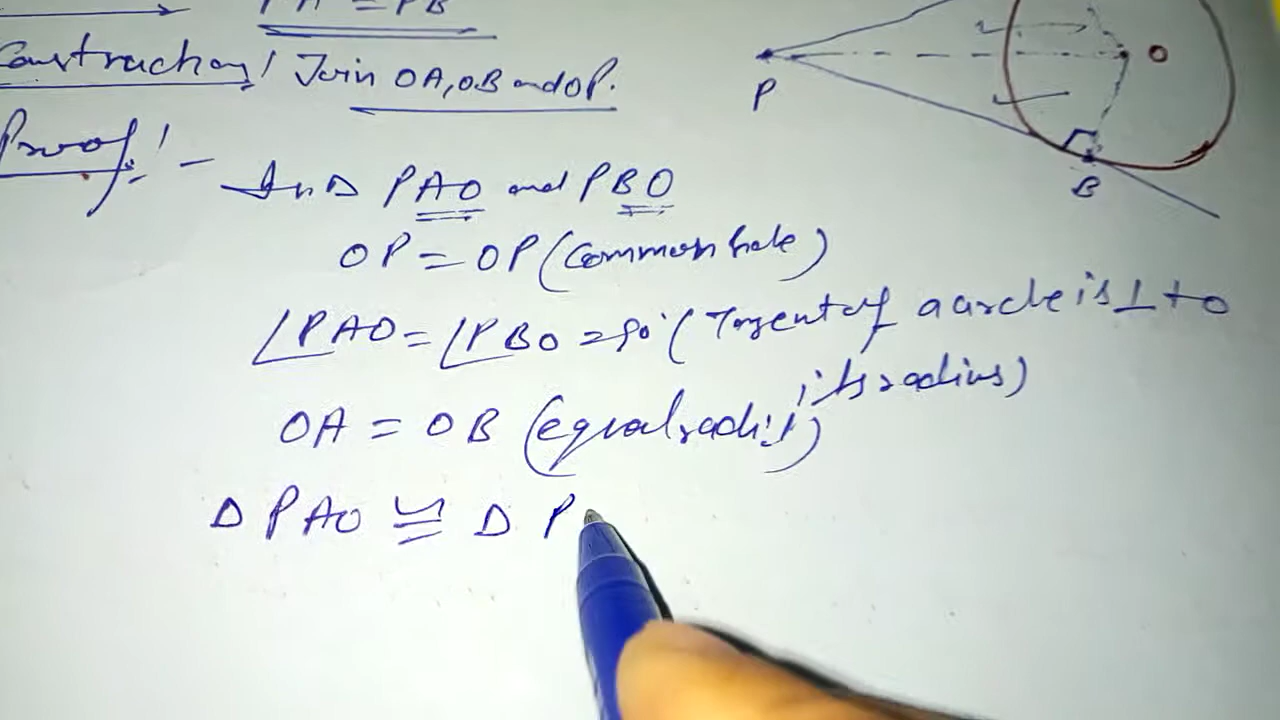 PA = PB
Construction! Join OA, OB and OP.
Proof! -
In Δ PAO and PBO
OP = OP (Common side)
∠PAO = ∠PBO = 90° (Tangent of a circle is ⊥ to
its radius)
OA = OB (equal radii)
Δ PAO ≅ Δ P
P
O
B